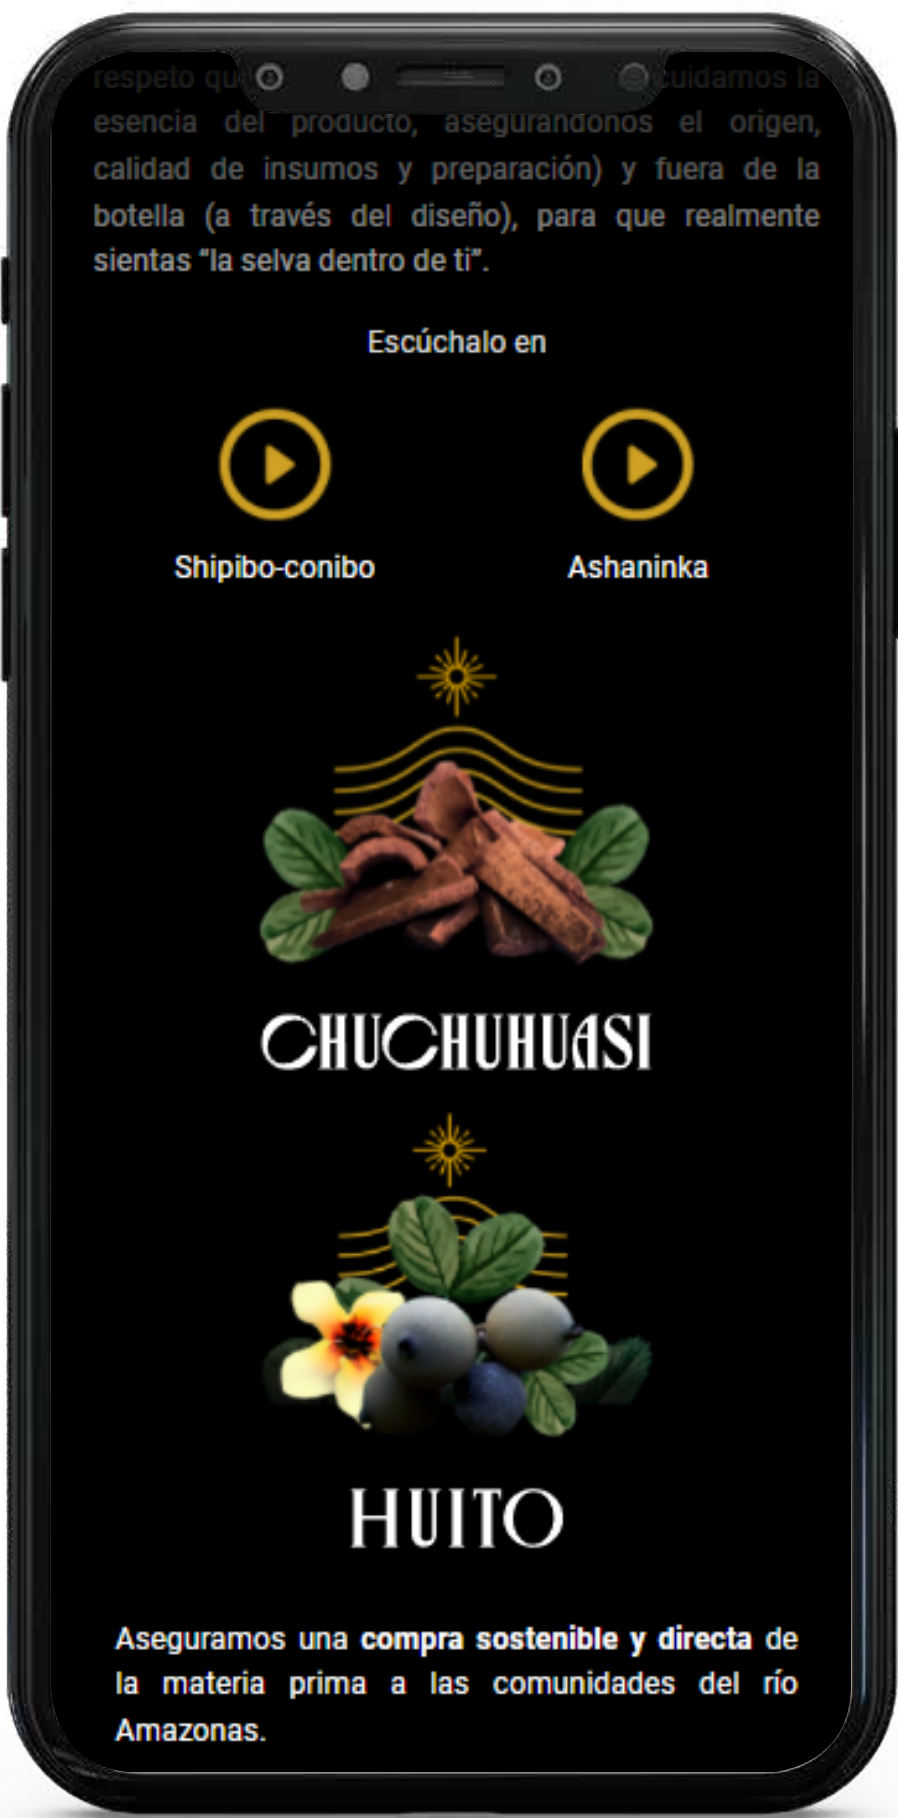 respeto cuidamos la
esencia del producto, asegurándonos el origen,
calidad de insumos y preparación) y fuera de la
botella (a través del diseño), para que realmente
sientas “la selva dentro de ti”.
Escúchalo en
Shipibo-conibo
Ashaninka
CHUCHUHUASI
HUITO
Aseguramos una compra sostenible y directa de
la materia prima a las comunidades del río
Amazonas.